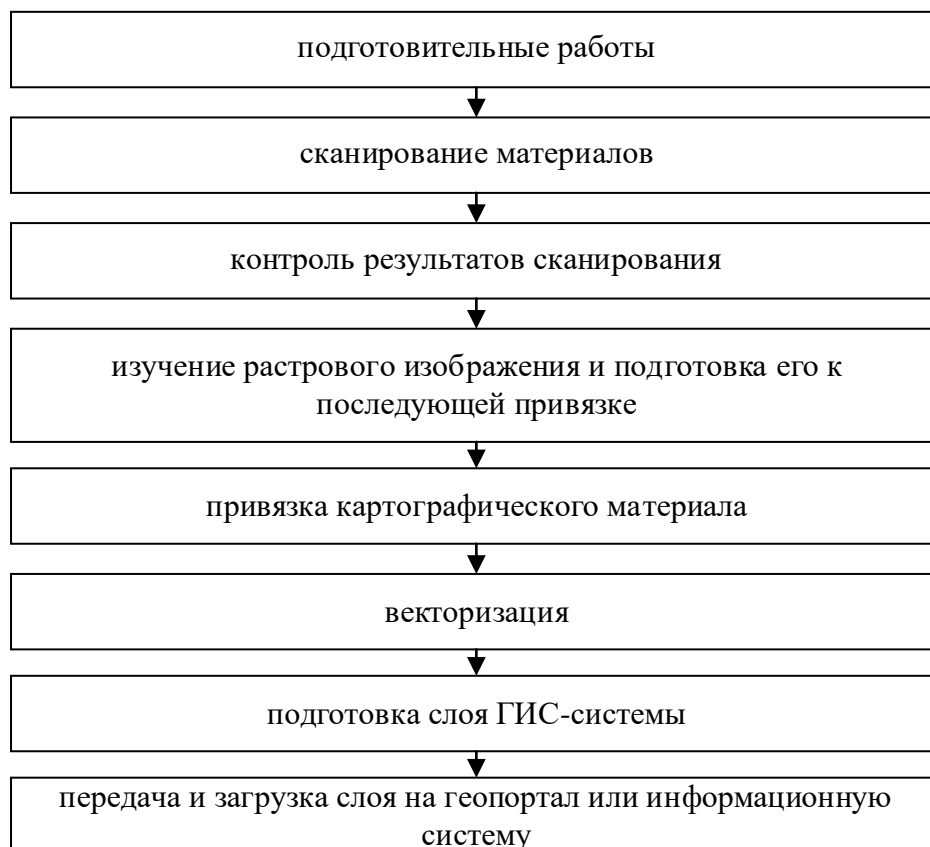 подготовительные работы
сканирование материалов
контроль результатов сканирования
изучение растрового изображения и подготовка его к
последующей привязке
привязка картографического материала
векторизация
подготовка слоя ГИС-системы
передача и загрузка слоя на геопортал или информационную
систему